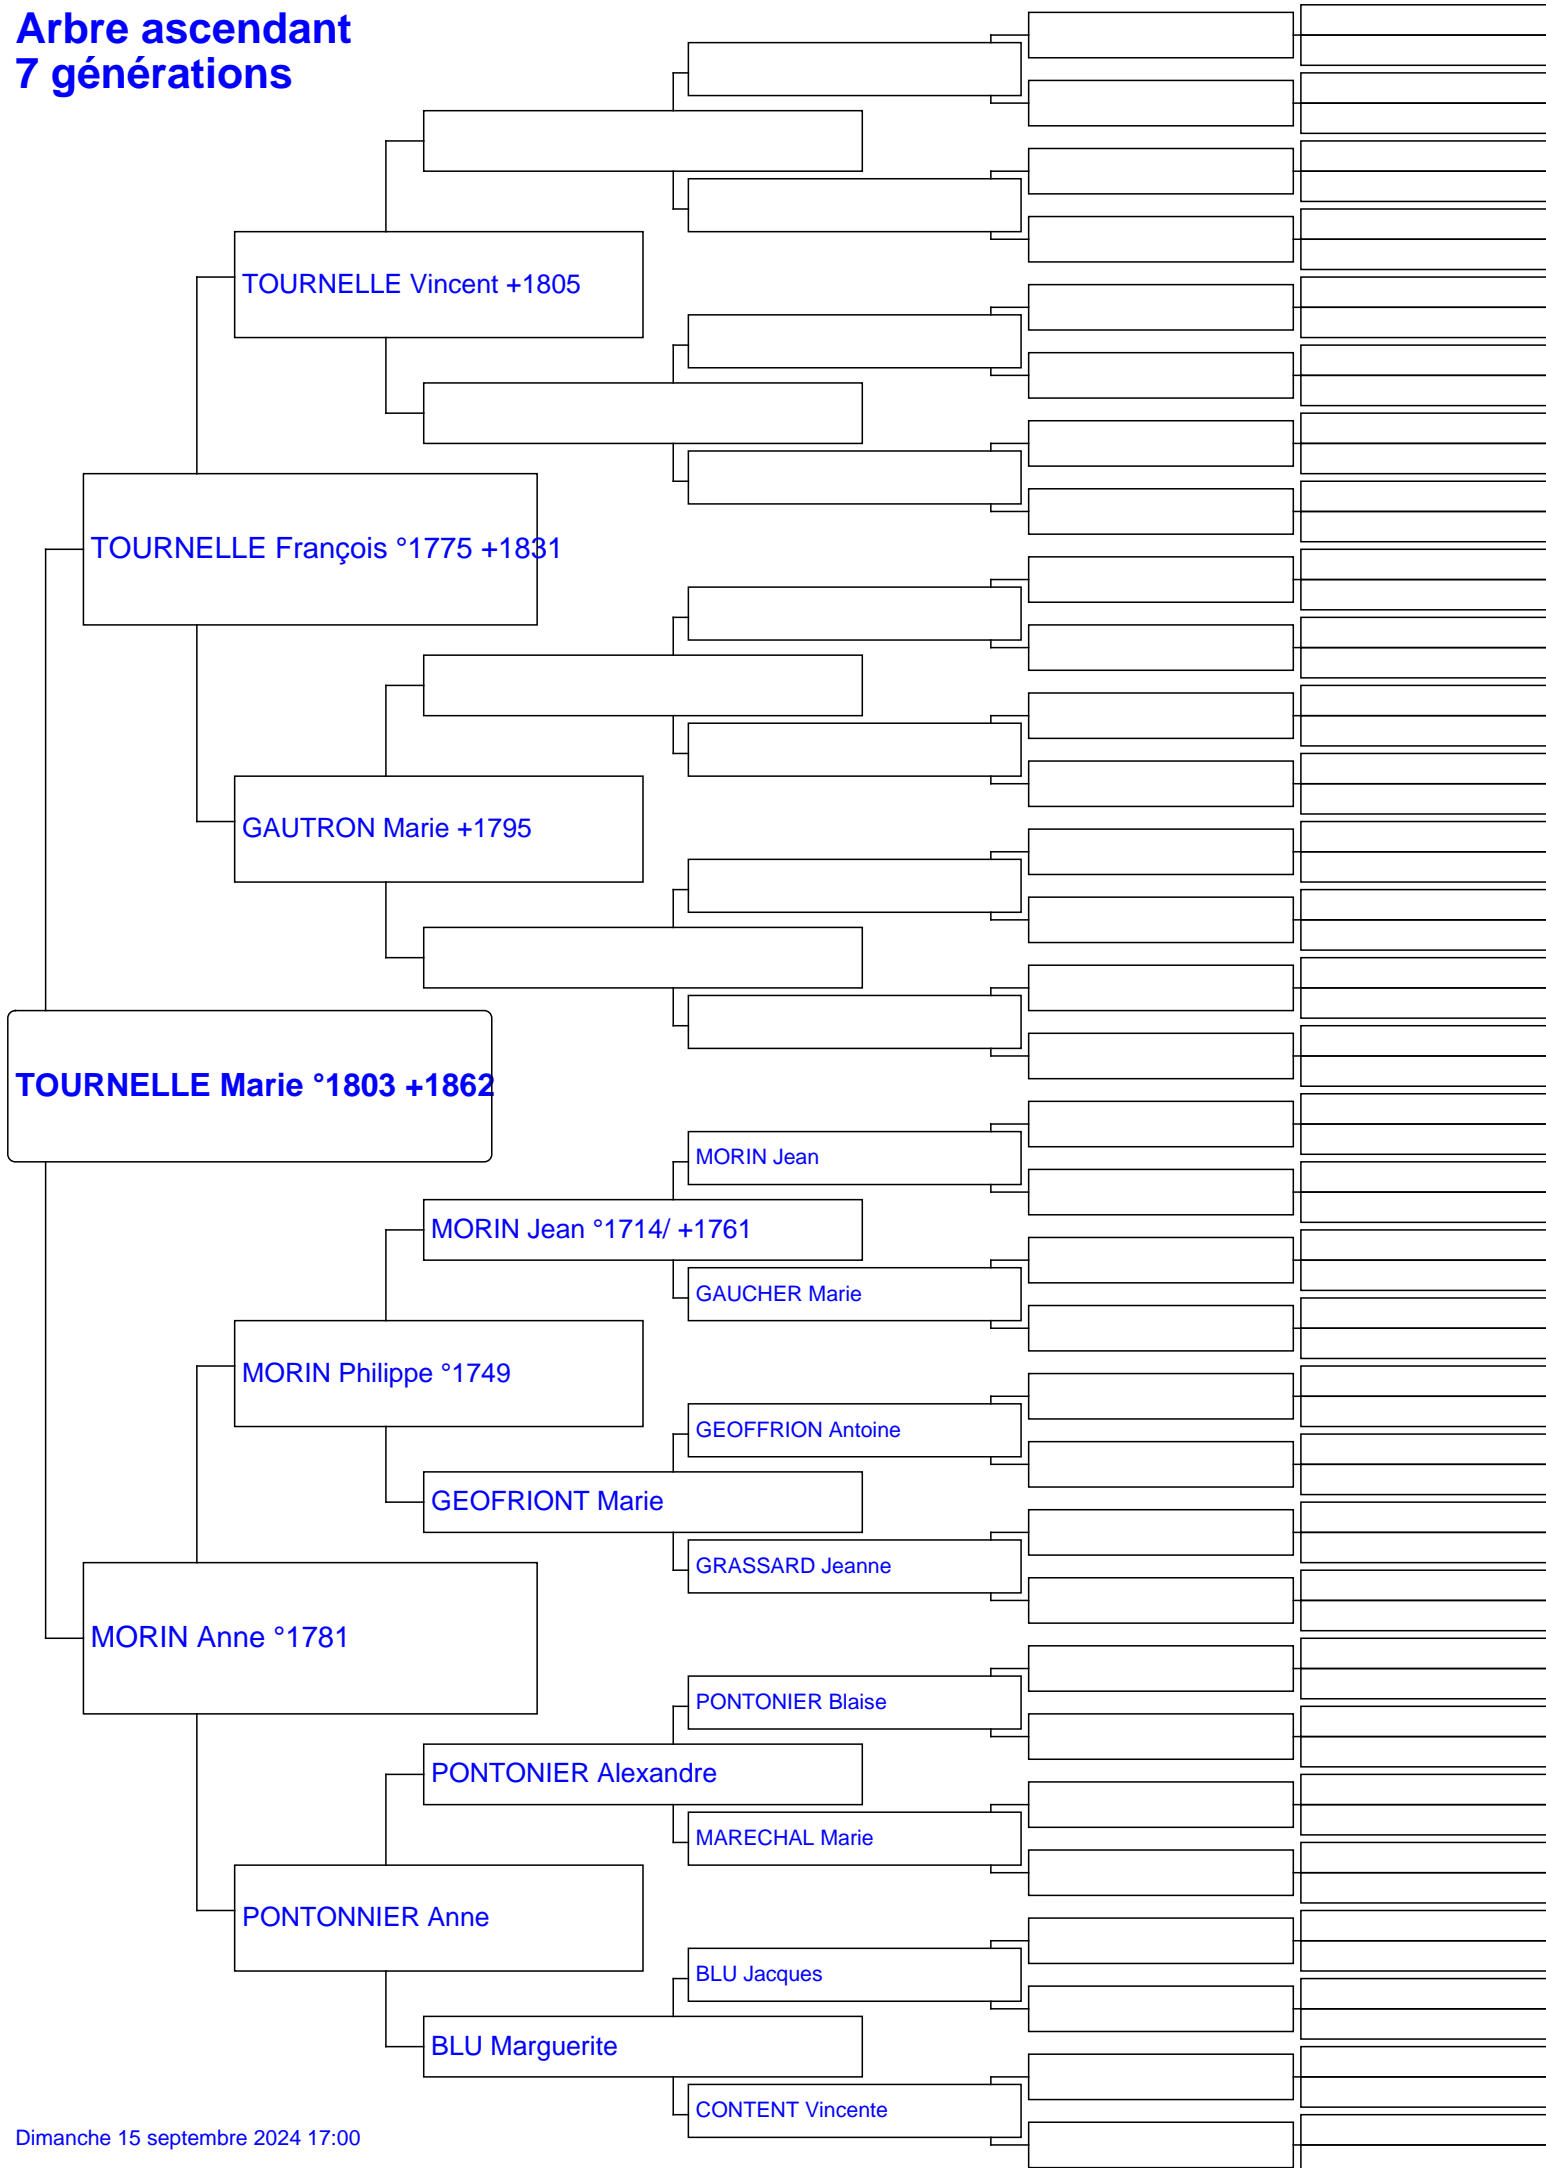 Arbre ascendant
7 générations
TOURNELLE Vincent +1805
TOURNELLE François °1775 +1831
GAUTRON Marie +1795
TOURNELLE Marie °1803 +1862
MORIN Jean
MORIN Jean °1714/ +1761
GAUCHER Marie
MORIN Philippe °1749
GEOFFRION Antoine
GEOFRIONT Marie
GRASSARD Jeanne
MORIN Anne °1781
PONTONIER Blaise
PONTONIER Alexandre
MARECHAL Marie
PONTONNIER Anne
BLU Jacques
BLU Marguerite
CONTENT Vincente
Dimanche 15 septembre 2024 17:00